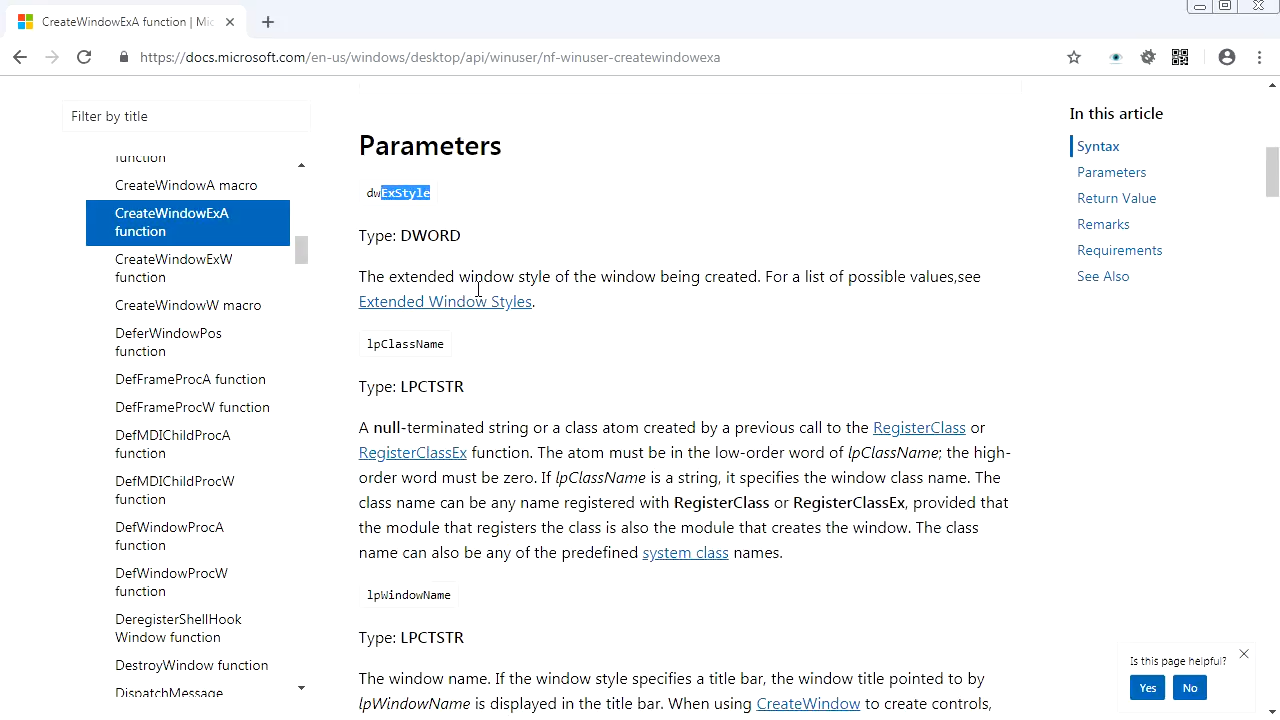 CreateWindowExA function | Mic
https://docs.microsoft.com/en-us/windows/desktop/api/winuser/nf-winuser-createwindowexa
Filter by title
function
CreateWindowA macro
CreateWindowExA
function
CreateWindowExW
function
CreateWindowW macro
DeferWindowPos
function
DefFrameProcA function
DefFrameProcW function
DefMDIChildProcA
function
DefMDIChildProcW
function
DefWindowProcA
function
DefWindowProcW
function
DeregisterShellHook
Window function
DestroyWindow function
DispatchMessage
Parameters
dwExStyle
Type: DWORD
The extended window style of the window being created. For a list of possible values,see
Extended Window Styles.
lpClassName
Type: LPCTSTR
A null-terminated string or a class atom created by a previous call to the RegisterClass or
RegisterClassEx function. The atom must be in the low-order word of lpClassName; the high-
order word must be zero. If lpClassName is a string, it specifies the window class name. The
class name can be any name registered with RegisterClass or RegisterClassEx, provided that
the module that registers the class is also the module that creates the window. The class
name can also be any of the predefined system class names.
lpWindowName
Type: LPCTSTR
The window name. If the window style specifies a title bar, the window title pointed to by
lpWindowName is displayed in the title bar. When using CreateWindow to create controls,
In this article
Syntax
Parameters
Return Value
Remarks
Requirements
See Also
Is this page helpful?
Yes
No